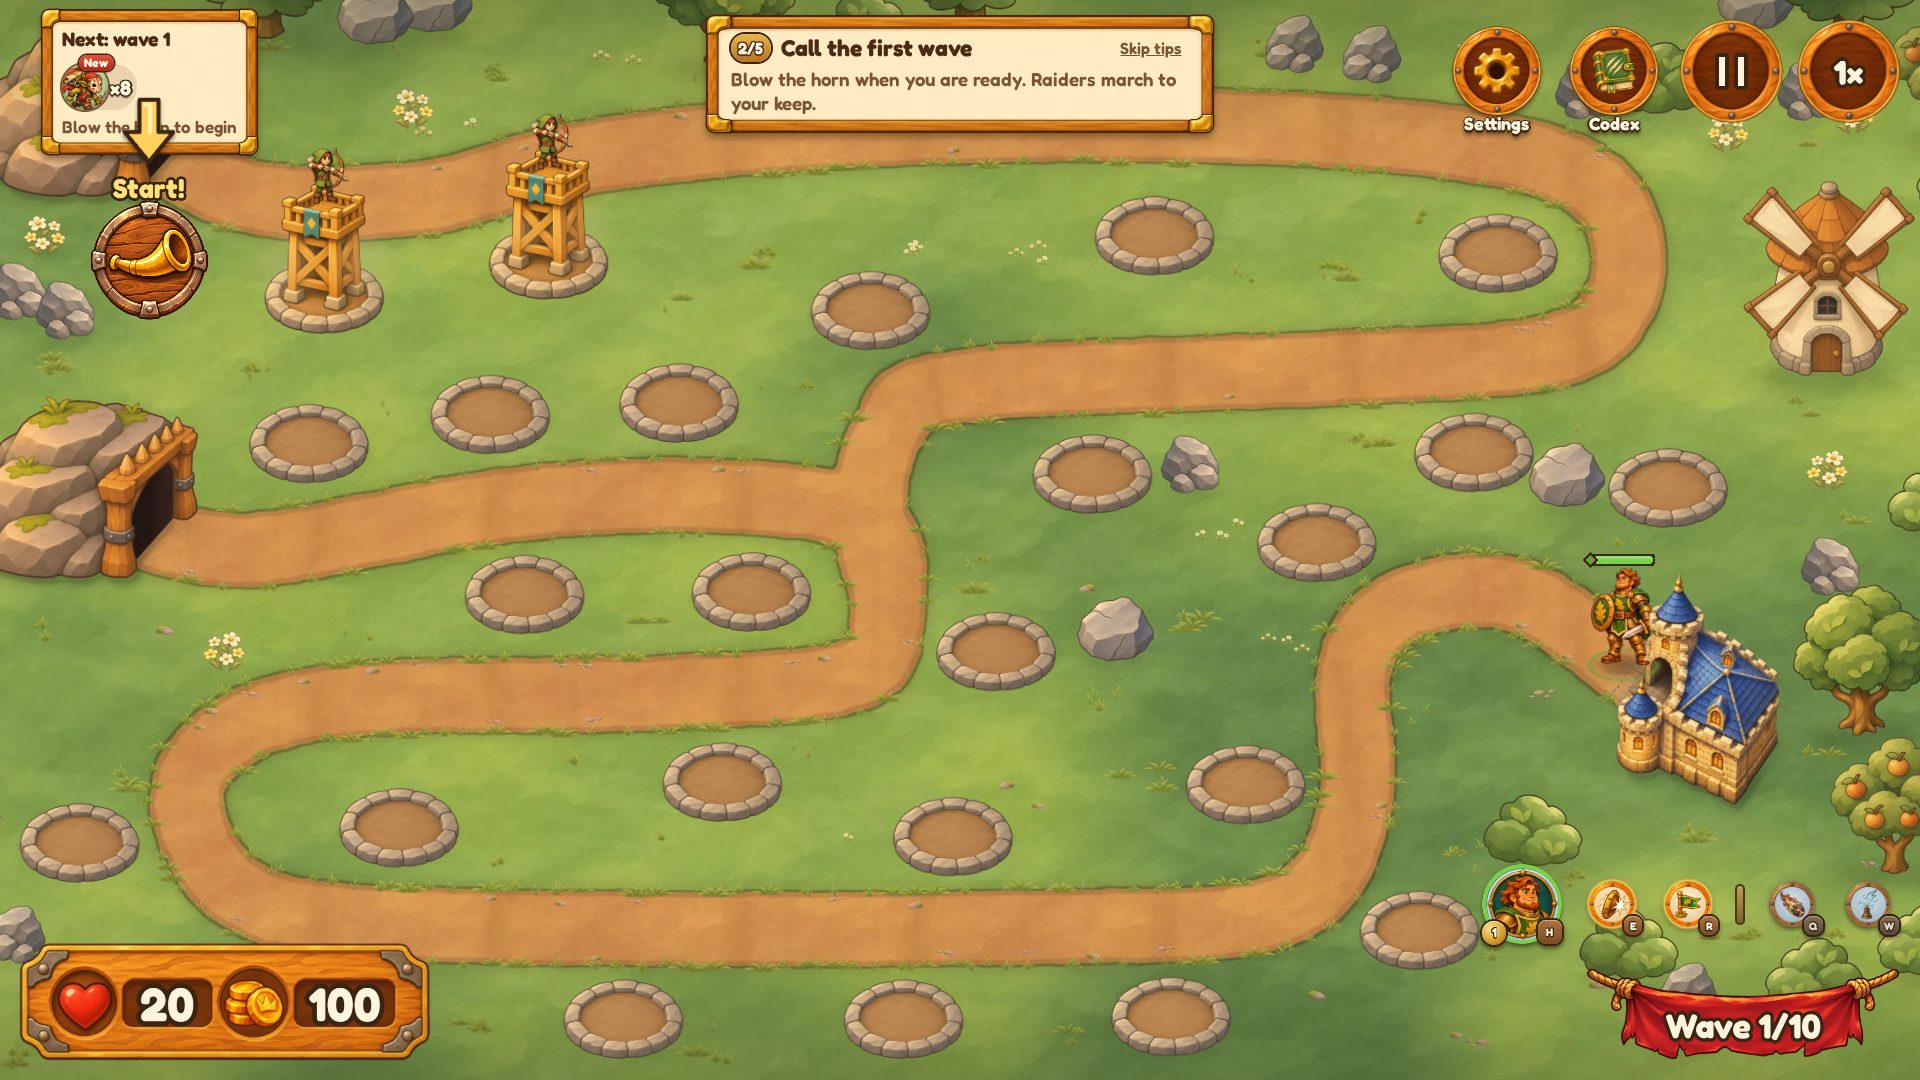 Next: wave 1
New
x8
Blow the to begin
Start!
2/5 Call the first wave
Skip tips
Blow the horn when you are ready. Raiders march to
your keep.
Settings
Codex
1x
1
H
E
R
Q
W
20
100
Wave 1/10